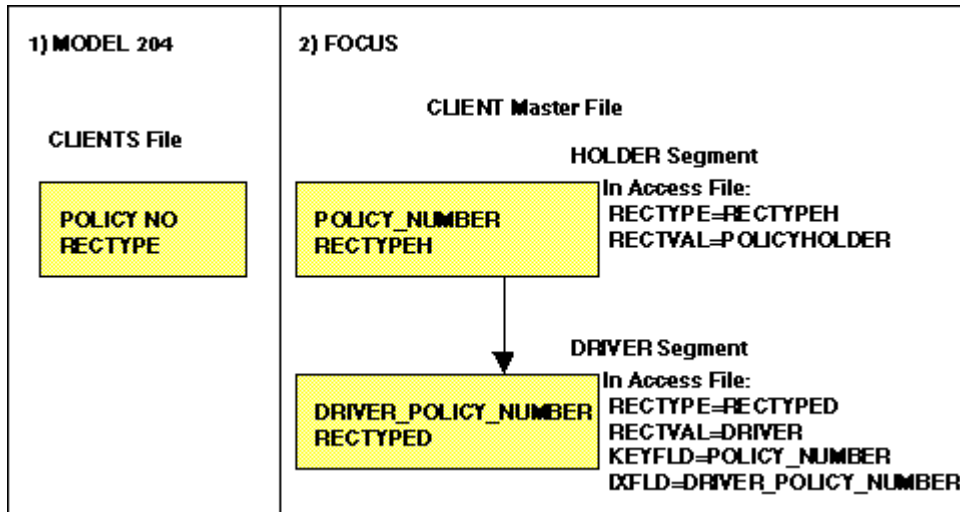 1) MODEL 204
CLIENTS File
POLICY NO
RECTYPE
2) FOCUS
CLIENT Master File
HOLDER Segment
POLICY_NUMBER
RECTYPEH
In Access File:
RECTYPE=RECTYPEH
RECTVAL=POLICYHOLDER
DRIVER Segment
DRIVER_POLICY_NUMBER
RECTYPED
In Access File:
RECTYPE=RECTYPED
RECTVAL=DRIVER
KEYFLD=POLICY_NUMBER
IXFLD=DRIVER_POLICY_NUMBER